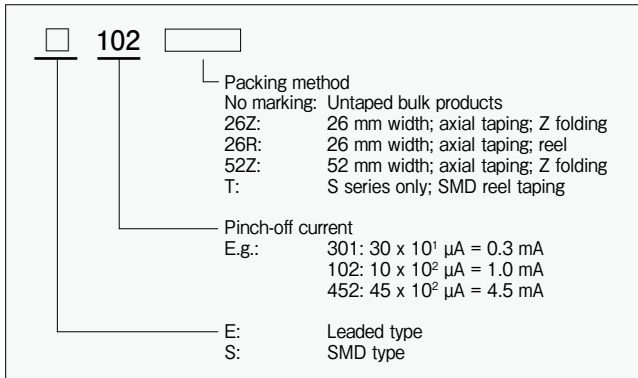 102
Packing method
No marking: Untaped bulk products
26Z: 26 mm width; axial taping; Z folding
26R: 26 mm width; axial taping; reel
52Z: 52 mm width; axial taping; Z folding
T: S series only; SMD reel taping
Pinch-off current
E.g.: 301: 30 x 10¹ µA = 0.3 mA
102: 10 x 10² µA = 1.0 mA
452: 45 x 10² µA = 4.5 mA
E: Leaded type
S: SMD type